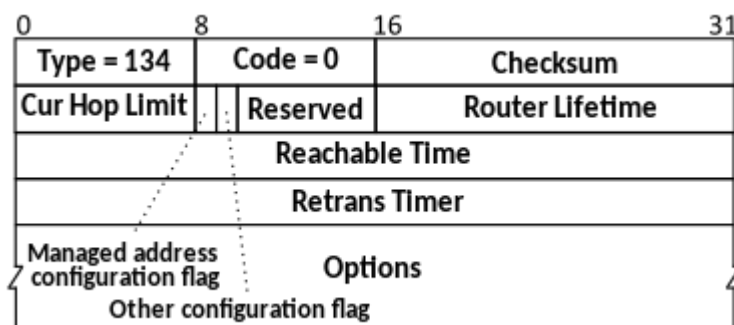 0 8 16 31
Type = 134 Code = 0 Checksum
Cur Hop Limit Reserved Router Lifetime
Reachable Time
Retrans Timer
Managed address
configuration flag
Options
Other configuration flag